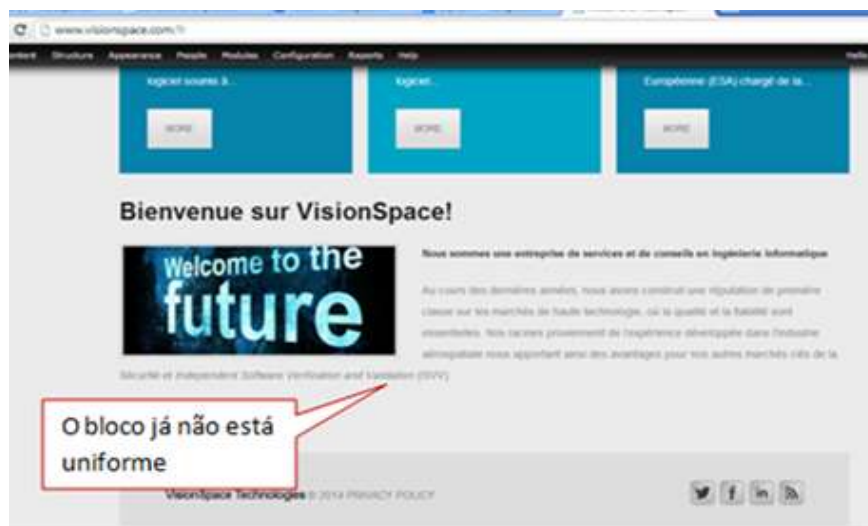 www.visionspace.com/fr
Structure Appearance People Modules Configuration Reports Help
logiciel soumis à...
logiciel...
Européenne (ESA) chargé de la...
MORE
MORE
MORE
Bienvenue sur VisionSpace!
Welcome to the
future
Nous sommes une entreprise de services et de conseils en ingénierie informatique
Au cours des dernières années, nous avons construit une réputation de première
classe sur les marchés de haute technologie, où la qualité et la fiabilité sont
essentielles. Nos racines proviennent de l'expérience développée dans l'industrie
aérospatiale nous apportant ainsi des avantages pour nos autres marchés clés de la
Sécurité et Independent Software Verification and Validation (ISVV)
O bloco já não está
uniforme
VisionSpace Technologies © 2014 PRIVACY POLICY
f in